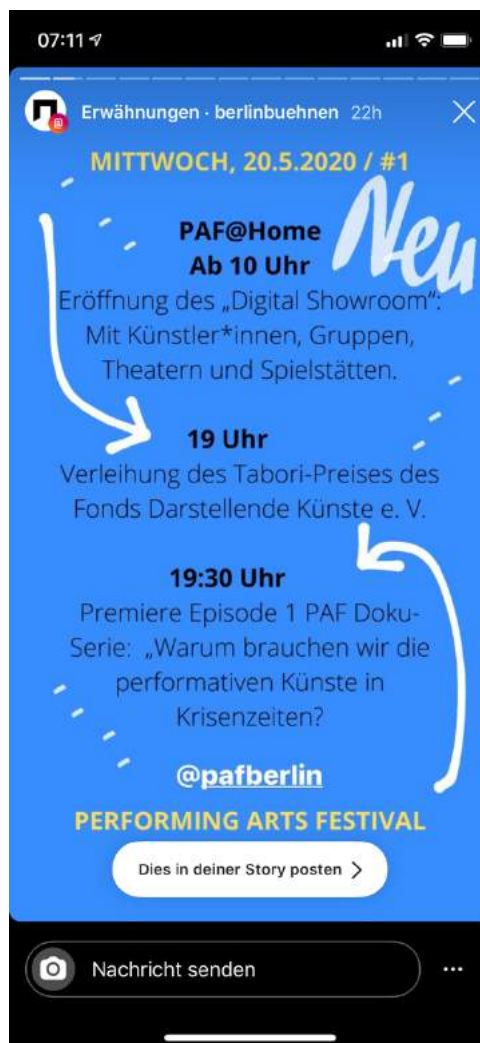 07:11
Erwähnungen · berlinbuehnen 22h
MITTWOCH, 20.5.2020 / #1
Neu
PAF@Home
Ab 10 Uhr
Eröffnung des „Digital Showroom“:
Mit Künstler*innen, Gruppen,
Theatern und Spielstätten.
19 Uhr
Verleihung des Tabori-Preises des
Fonds Darstellende Künste e. V.
19:30 Uhr
Premiere Episode 1 PAF Doku-
Serie: „Warum brauchen wir die
performativen Künste in
Krisenzeiten?
@pafberlin
PERFORMING ARTS FESTIVAL
Dies in deiner Story posten
Nachricht senden